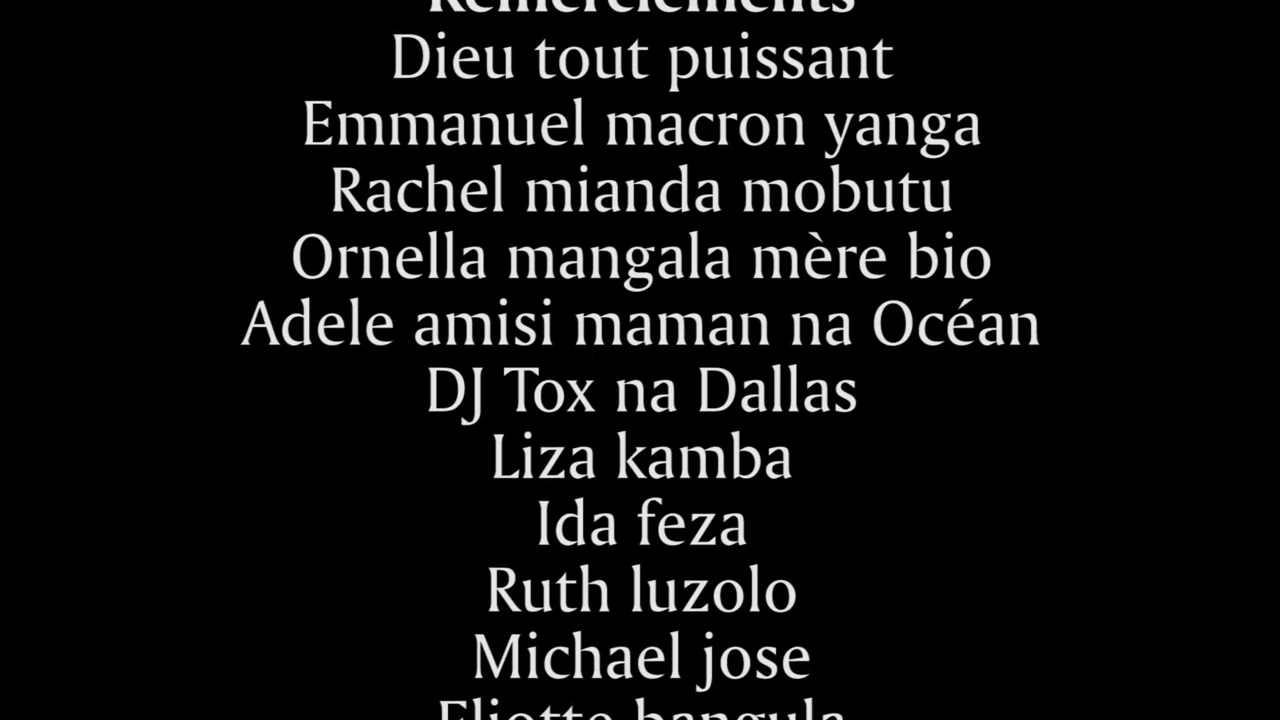 Remerciements
Dieu tout puissant
Emmanuel macron yanga
Rachel mianda mobutu
Ornella mangala mère bio
Adele amisi maman na Océan
DJ Tox na Dallas
Liza kamba
Ida feza
Ruth luzolo
Michael jose
Eliotte bangula